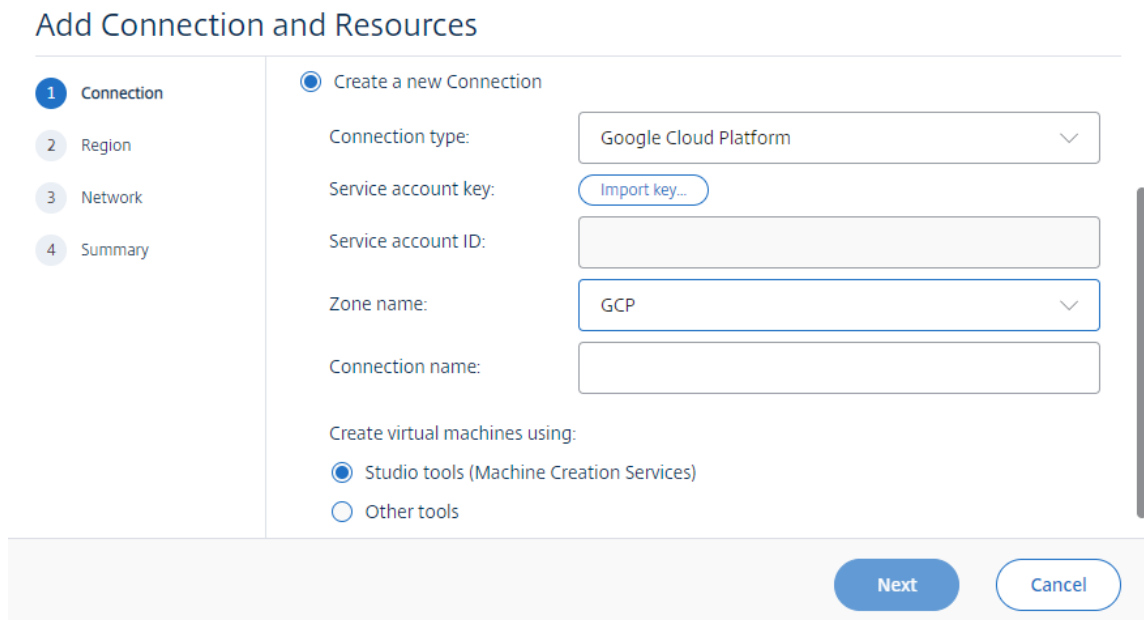 Add Connection and Resources
1 Connection
2 Region
3 Network
4 Summary
Create a new Connection
Connection type: Google Cloud Platform
Service account key: Import key...
Service account ID:
Zone name: GCP
Connection name:
Create virtual machines using:
Studio tools (Machine Creation Services)
Other tools
Next Cancel